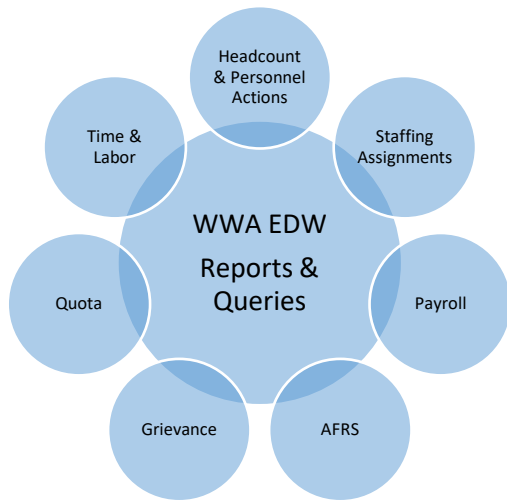 Headcount
& Personnel
Actions
Time &
Labor
Staffing
Assignments
WWA EDW
Reports &
Queries
Quota
Payroll
Grievance
AFRS